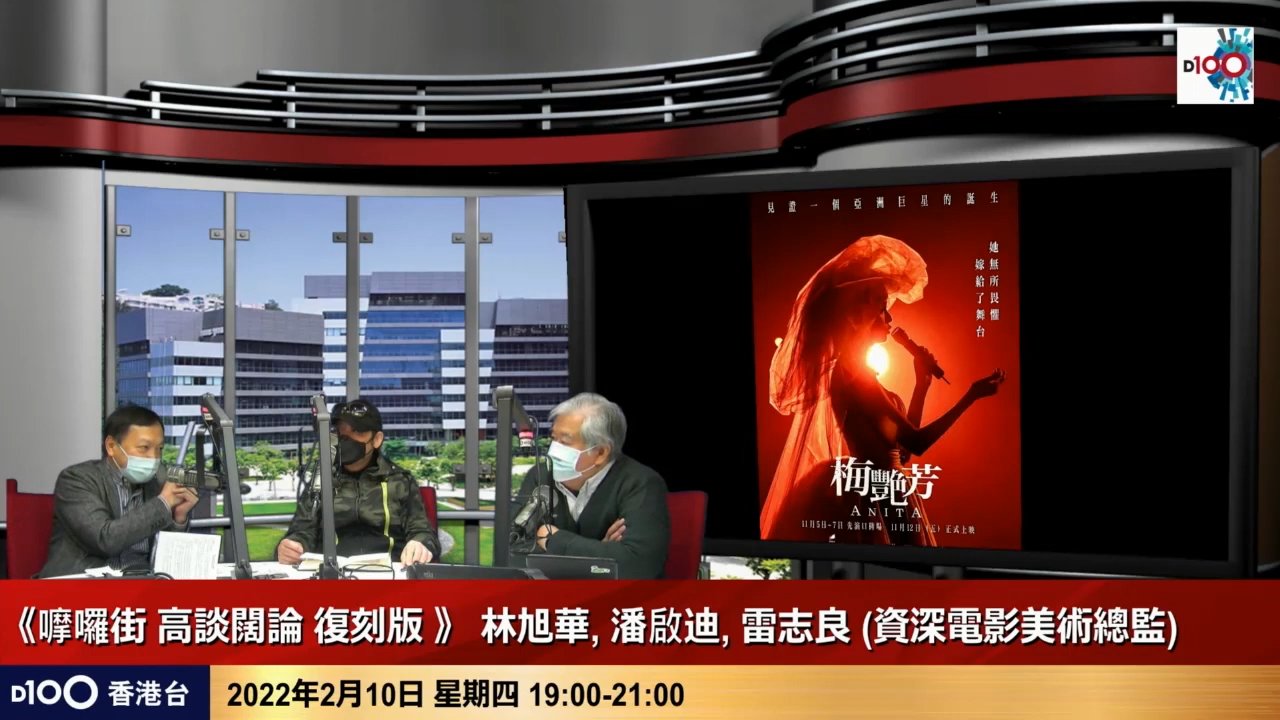 D100
見證一個亞洲巨星的誕生
她無所畏懼
嫁給了舞台
梅艷芳
ANITA
11月5日-7日 先演口碑場 11月12日(五) 正式上映
《嚤囉街 高談闊論 復刻版 》 林旭華, 潘啟迪, 雷志良 (資深電影美術總監)
D100 香港台 2022年2月10日 星期四 19:00-21:00